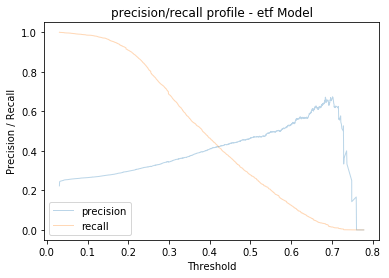 precision/recall profile - etf Model
1.0
0.8
0.6
0.4
0.2
0.0
Precision / Recall
precision
recall
0.0 0.1 0.2 0.3 0.4 0.5 0.6 0.7 0.8
Threshold